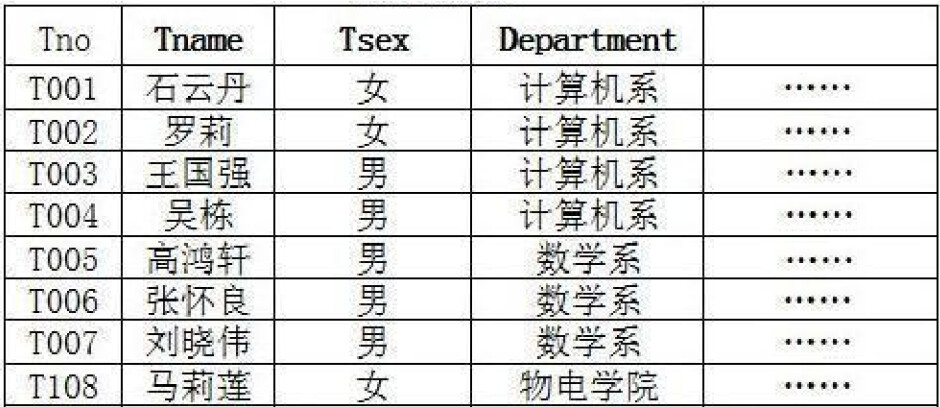 Tno Tname Tsex Department
T001 石云丹 女 计算机系 ……
T002 罗莉 女 计算机系 ……
T003 王国强 男 计算机系 ……
T004 吴栋 男 计算机系 ……
T005 高鸿轩 男 数学系 ……
T006 张怀良 男 数学系 ……
T007 刘晓伟 男 数学系 ……
T108 马莉莲 女 物电学院 ……